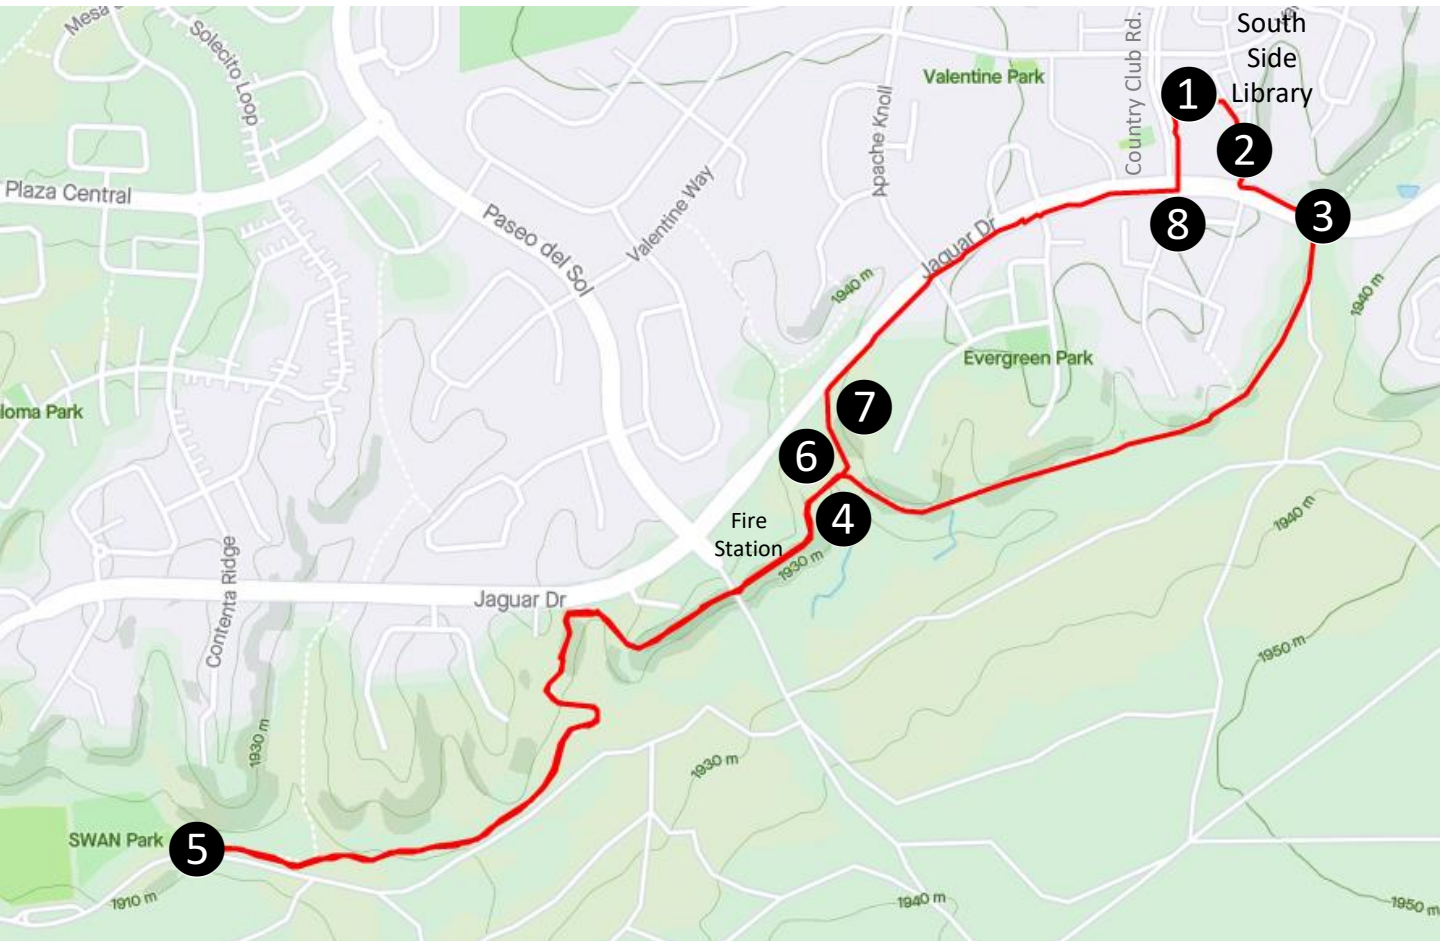 Mesa
Solecito Loop
Plaza Central
Paseo del Sol
Valentine Way
Apache Knoll
Valentine Park
Country Club Rd.
South
Side
Library
1
2
3
8
Jaguar Dr
1940 m
1940 m
Evergreen Park
loma Park
7
6
4
Fire
Station
1930 m
1940 m
Jaguar Dr
Contenta Ridge
1950 m
1930 m
1930 m
SWAN Park
5
1910 m
1940 m
1950 m